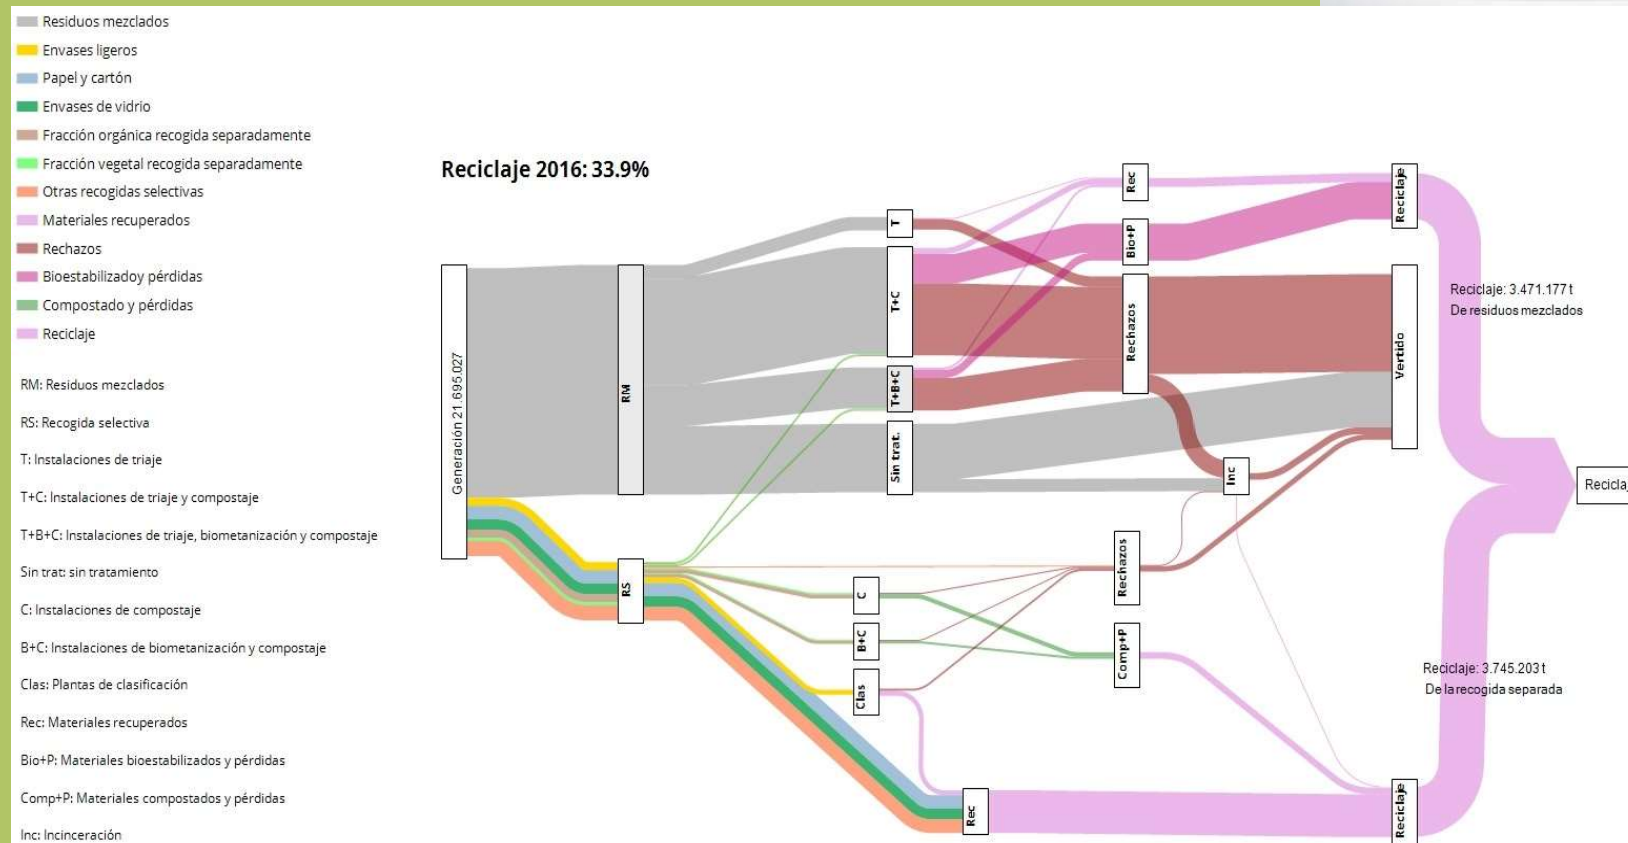 Residuos mezclados
Envases ligeros
Papel y cartón
Envases de vidrio
Fracción orgánica recogida separadamente
Fracción vegetal recogida separadamente
Otras recogidas selectivas
Materiales recuperados
Rechazos
Bioestabilizadoy pérdidas
Compostado y pérdidas
Reciclaje
RM: Residuos mezclados
RS: Recogida selectiva
T: Instalaciones de triaje
T+C: Instalaciones de triaje y compostaje
T+B+C: Instalaciones de triaje, biometanización y compostaje
Sin trat: sin tratamiento
C: Instalaciones de compostaje
B+C: Instalaciones de biometanización y compostaje
Clas: Plantas de clasificación
Rec: Materiales recuperados
Bio+P: Materiales bioestabilizados y pérdidas
Comp+P: Materiales compostados y pérdidas
Inc: Incinceración
Reciclaje 2016: 33.9%
Generación 21.695.027
RM
RS
T
T+C
T+B+C
Sin trat.
C
B+C
Clas
Rec
Rec
Bio+P
Rechazos
Inc
Rechazos
Comp+P
Reciclaje
Vertido
Reciclaje
Reciclaje: 3.471.177 t
De residuos mezclados
Reciclaje: 3.745.203 t
De la recogida separada
Recicla